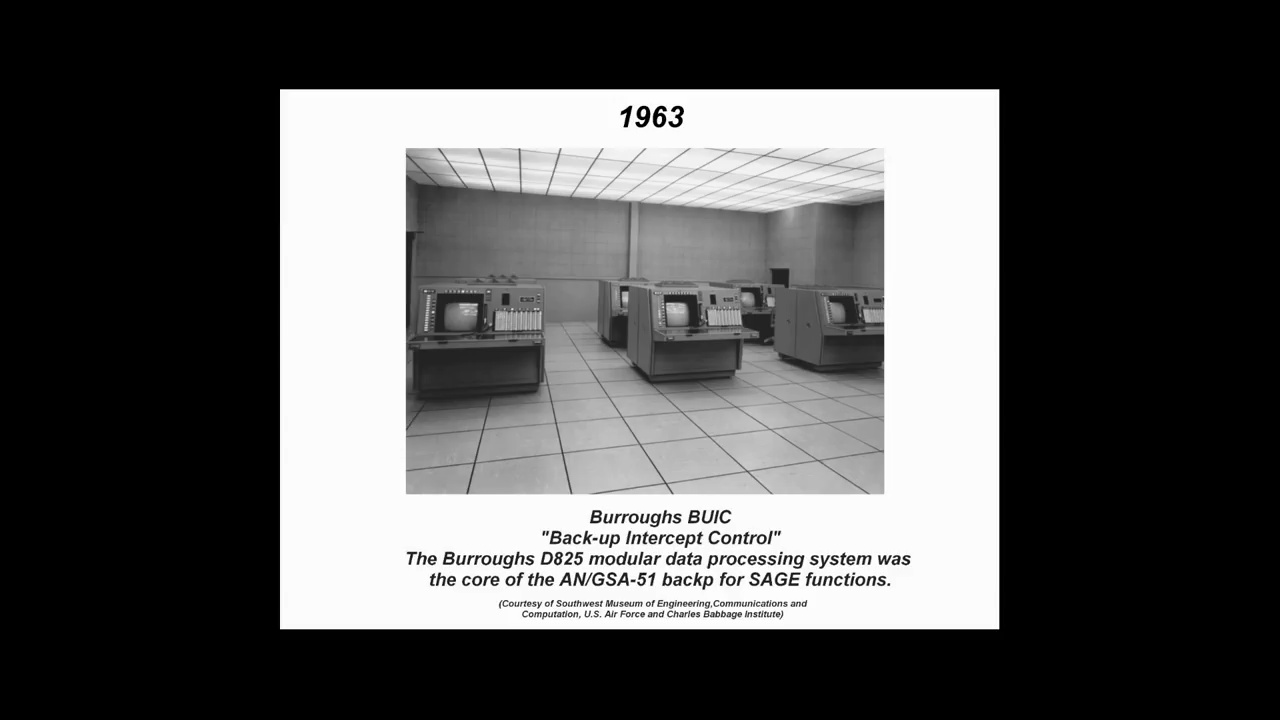 1963
Burroughs BUIC
"Back-up Intercept Control"
The Burroughs D825 modular data processing system was
the core of the AN/GSA-51 backp for SAGE functions.
(Courtesy of Southwest Museum of Engineering,Communications and
Computation, U.S. Air Force and Charles Babbage Institute)